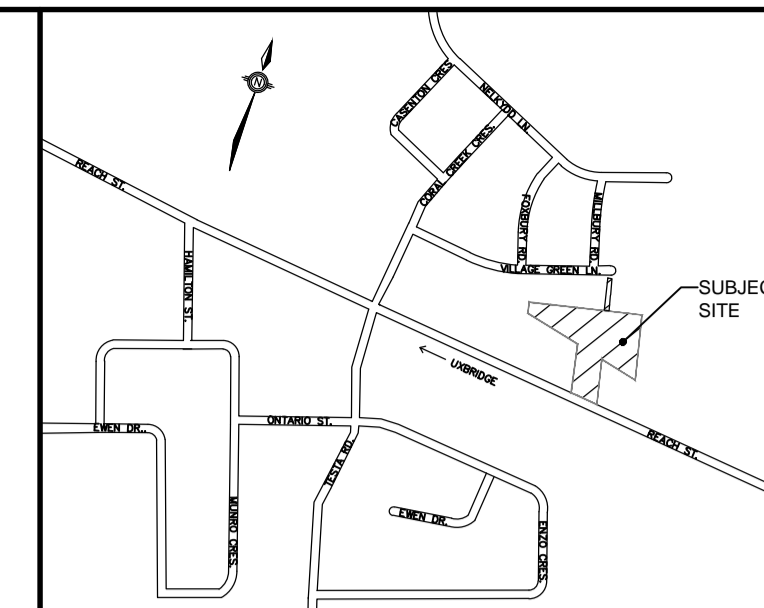 N
CASENTON CRES.
NELKYDD LN.
CORAL CREEK CRES.
REACH ST.
FOXBURY RD.
MILLBURY RD.
HAMILTON ST.
VILLAGE GREEN LN.
SUBJEC
SITE
UXBRIDGE
ONTARIO ST.
EWEN DR..
REACH ST.
TESTA RD.
MUNRO CRES.
EWEN DR.
ENZO CRES.